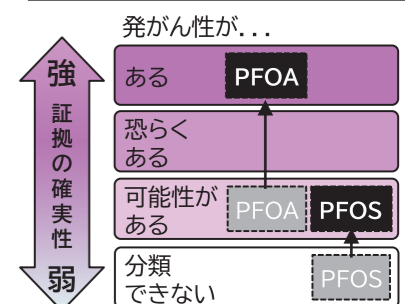 発がん性が...
強
証拠の確実性
弱
ある
PFOA
恐らく
ある
可能性が
ある
PFOA
PFOS
分類
できない
PFOS